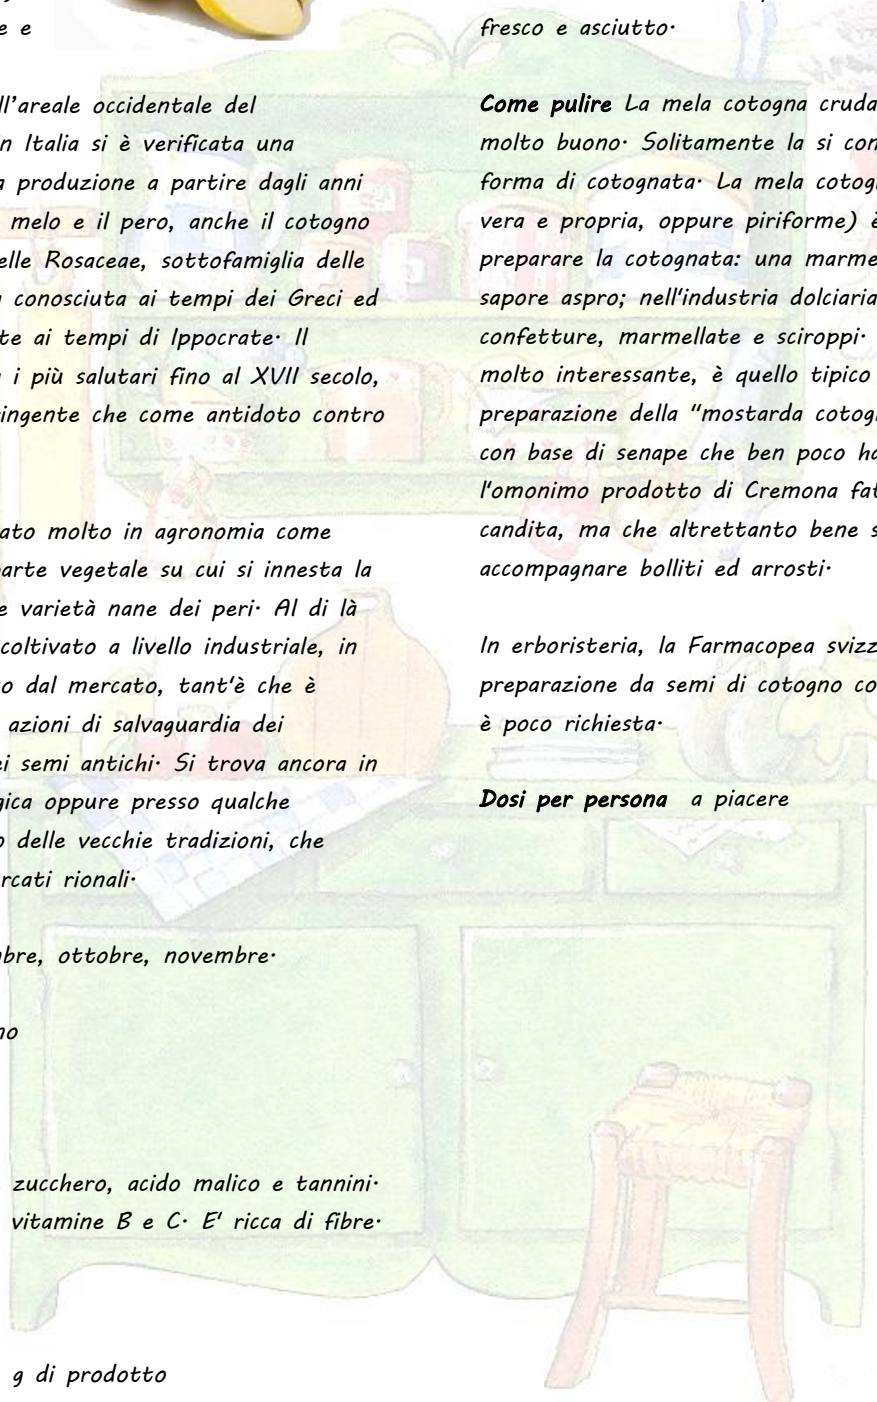 e e
ll'areale occidentale del
in Italia si è verificata una
a produzione a partire dagli anni
melo e il pero, anche il cotogno
elle Rosaceae, sottofamiglia delle
conosciuta ai tempi dei Greci ed
te ai tempi di Ippocrate. Il
i più salutari fino al XVII secolo,
ingente che come antidoto contro
ato molto in agronomia come
parte vegetale su cui si innesta la
e varietà nane dei peri. Al di là
coltivato a livello industriale, in
o dal mercato, tant'è che è
azioni di salvaguardia dei
ei semi antichi. Si trova ancora in
gica oppure presso qualche
o delle vecchie tradizioni, che
rcati rionali.
bre, ottobre, novembre.
no
zucchero, acido malico e tannini.
vitamine B e C. E' ricca di fibre.
g di prodotto
fresco e asciutto.
Come pulire La mela cotogna cruda
molto buono. Solitamente la si con
forma di cotognata. La mela cotog
vera e propria, oppure piriforme) è
preparare la cotognata: una marme
sapore aspro; nell'industria dolciaria
confetture, marmellate e sciroppi.
molto interessante, è quello tipico
preparazione della "mostarda cotog
con base di senape che ben poco ha
l'omonimo prodotto di Cremona fat
candita, ma che altrettanto bene s
accompagnare bolliti ed arrosti.
In erboristeria, la Farmacopea svizz
preparazione da semi di cotogno co
è poco richiesta.
Dosi per persona a piacere